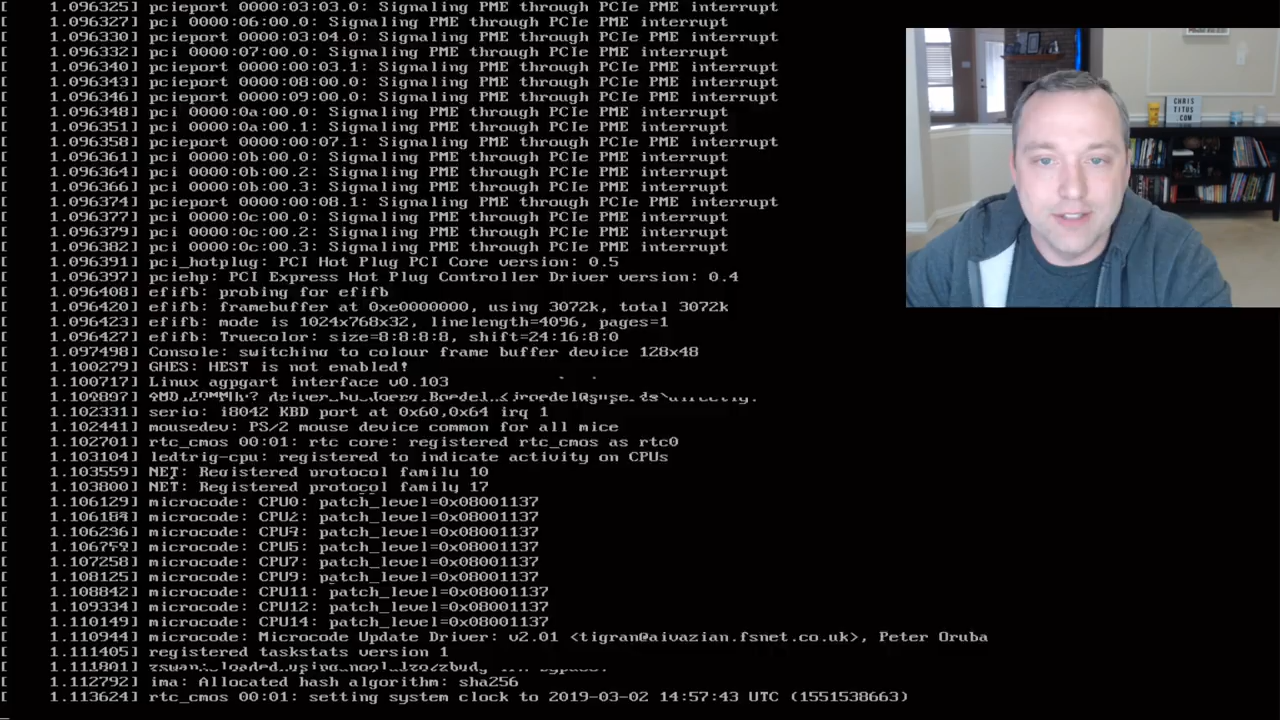 [    1.096325] pcieport 0000:03:03.0: Signaling PME through PCIe PME interrupt
[    1.096327] pci 0000:06:00.0: Signaling PME through PCIe PME interrupt
[    1.096330] pcieport 0000:03:04.0: Signaling PME through PCIe PME interrupt
[    1.096332] pci 0000:07:00.0: Signaling PME through PCIe PME interrupt
[    1.096340] pcieport 0000:00:03.1: Signaling PME through PCIe PME interrupt
[    1.096343] pcieport 0000:08:00.0: Signaling PME through PCIe PME interrupt
[    1.096346] pcieport 0000:09:00.0: Signaling PME through PCIe PME interrupt
[    1.096348] pci 0000:0a:00.0: Signaling PME through PCIe PME interrupt
[    1.096351] pci 0000:0a:00.1: Signaling PME through PCIe PME interrupt
[    1.096358] pcieport 0000:00:07.1: Signaling PME through PCIe PME interrupt
[    1.096361] pci 0000:0b:00.0: Signaling PME through PCIe PME interrupt
[    1.096364] pci 0000:0b:00.2: Signaling PME through PCIe PME interrupt
[    1.096366] pci 0000:0b:00.3: Signaling PME through PCIe PME interrupt
[    1.096374] pcieport 0000:00:08.1: Signaling PME through PCIe PME interrupt
[    1.096377] pci 0000:0c:00.0: Signaling PME through PCIe PME interrupt
[    1.096379] pci 0000:0c:00.2: Signaling PME through PCIe PME interrupt
[    1.096382] pci 0000:0c:00.3: Signaling PME through PCIe PME interrupt
[    1.096391] pci_hotplug: PCI Hot Plug PCI Core version: 0.5
[    1.096397] pciehp: PCI Express Hot Plug Controller Driver version: 0.4
[    1.096408] efifb: probing for efifb
[    1.096420] efifb: framebuffer at 0xe0000000, using 3072k, total 3072k
[    1.096423] efifb: mode is 1024x768x32, linelength=4096, pages=1
[    1.096427] efifb: Truecolor: size=8:8:8:8, shift=24:16:8:0
[    1.097498] Console: switching to colour frame buffer device 128x48
[    1.100279] GHES: HEST is not enabled!
[    1.100717] Linux agpgart interface v0.103
[    1.102331] serio: i8042 KBD port at 0x60,0x64 irq 1
[    1.102441] mousedev: PS/2 mouse device common for all mice
[    1.102701] rtc_cmos 00:01: rtc core: registered rtc_cmos as rtc0
[    1.103104] ledtrig-cpu: registered to indicate activity on CPUs
[    1.103559] NET: Registered protocol family 10
[    1.103800] NET: Registered protocol family 17
[    1.106129] microcode: CPU0: patch_level=0x08001137
[    1.106184] microcode: CPU2: patch_level=0x08001137
[    1.106236] microcode: CPU4: patch_level=0x08001137
[    microcode: CPU5: patch_level=0x08001137
[    1.107258] microcode: CPU7: patch_level=0x08001137
[    1.108125] microcode: CPU9: patch_level=0x08001137
[    1.108842] microcode: CPU11: patch_level=0x08001137
[    1.109334] microcode: CPU12: patch_level=0x08001137
[    1.110149] microcode: CPU14: patch_level=0x08001137
[    1.110944] microcode: Microcode Update Driver: v2.01 <tigran@aivazian.fsnet.co.uk>, Peter Oruba
[    1.111405] registered taskstats version 1
[    1.111801]
[    1.112792] ima: Allocated hash algorithm: sha256
[    1.113624] rtc_cmos 00:01: setting system clock to 2019-03-02 14:57:43 UTC (1551538663)
CHRIS
TITUS
.COM